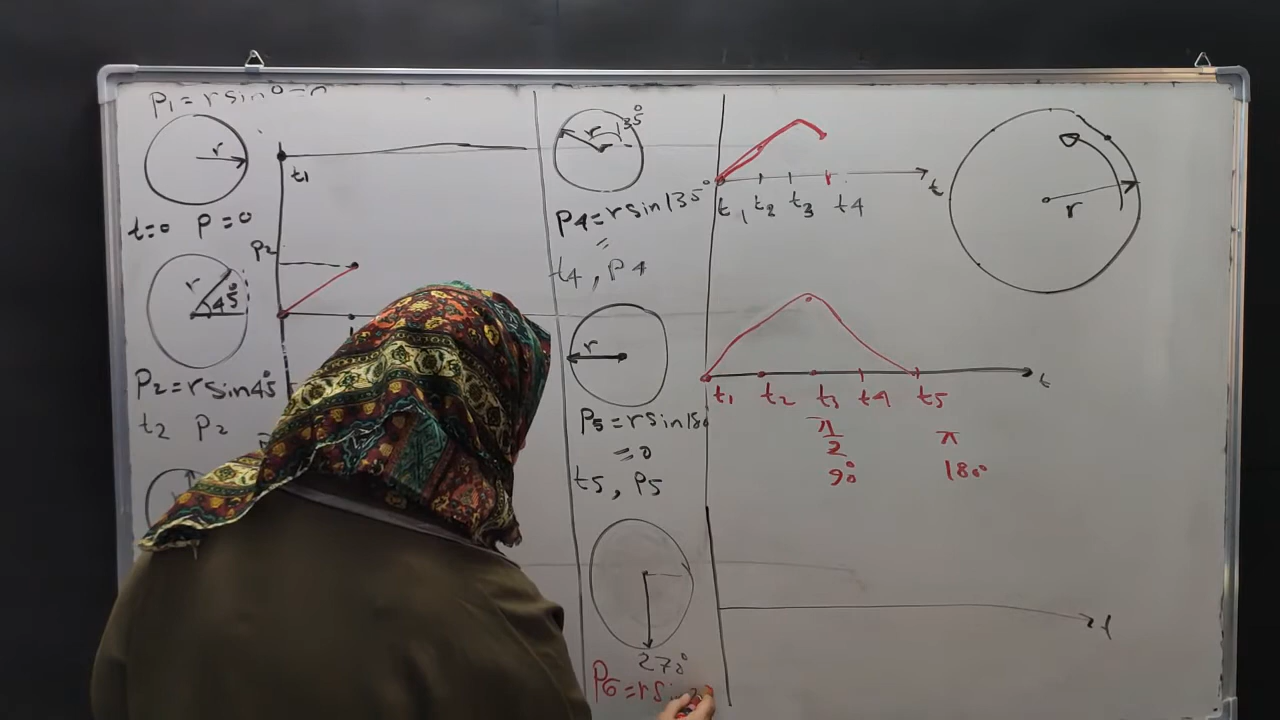 P1 = r sin 0 = 0
r
t1
t=0 P=0
P2
r
45°
P2 = r sin 45
t2 P2
r 135°
P4 = r sin 135°
=
t4 , P4
r
P5 = r sin 180
= 0
t5 , P5
270°
P6 = r sin
t
t1 t2 t3 t4
t
t1 t2 t3 t4 t5
π/2 π
90° 180°
t
r